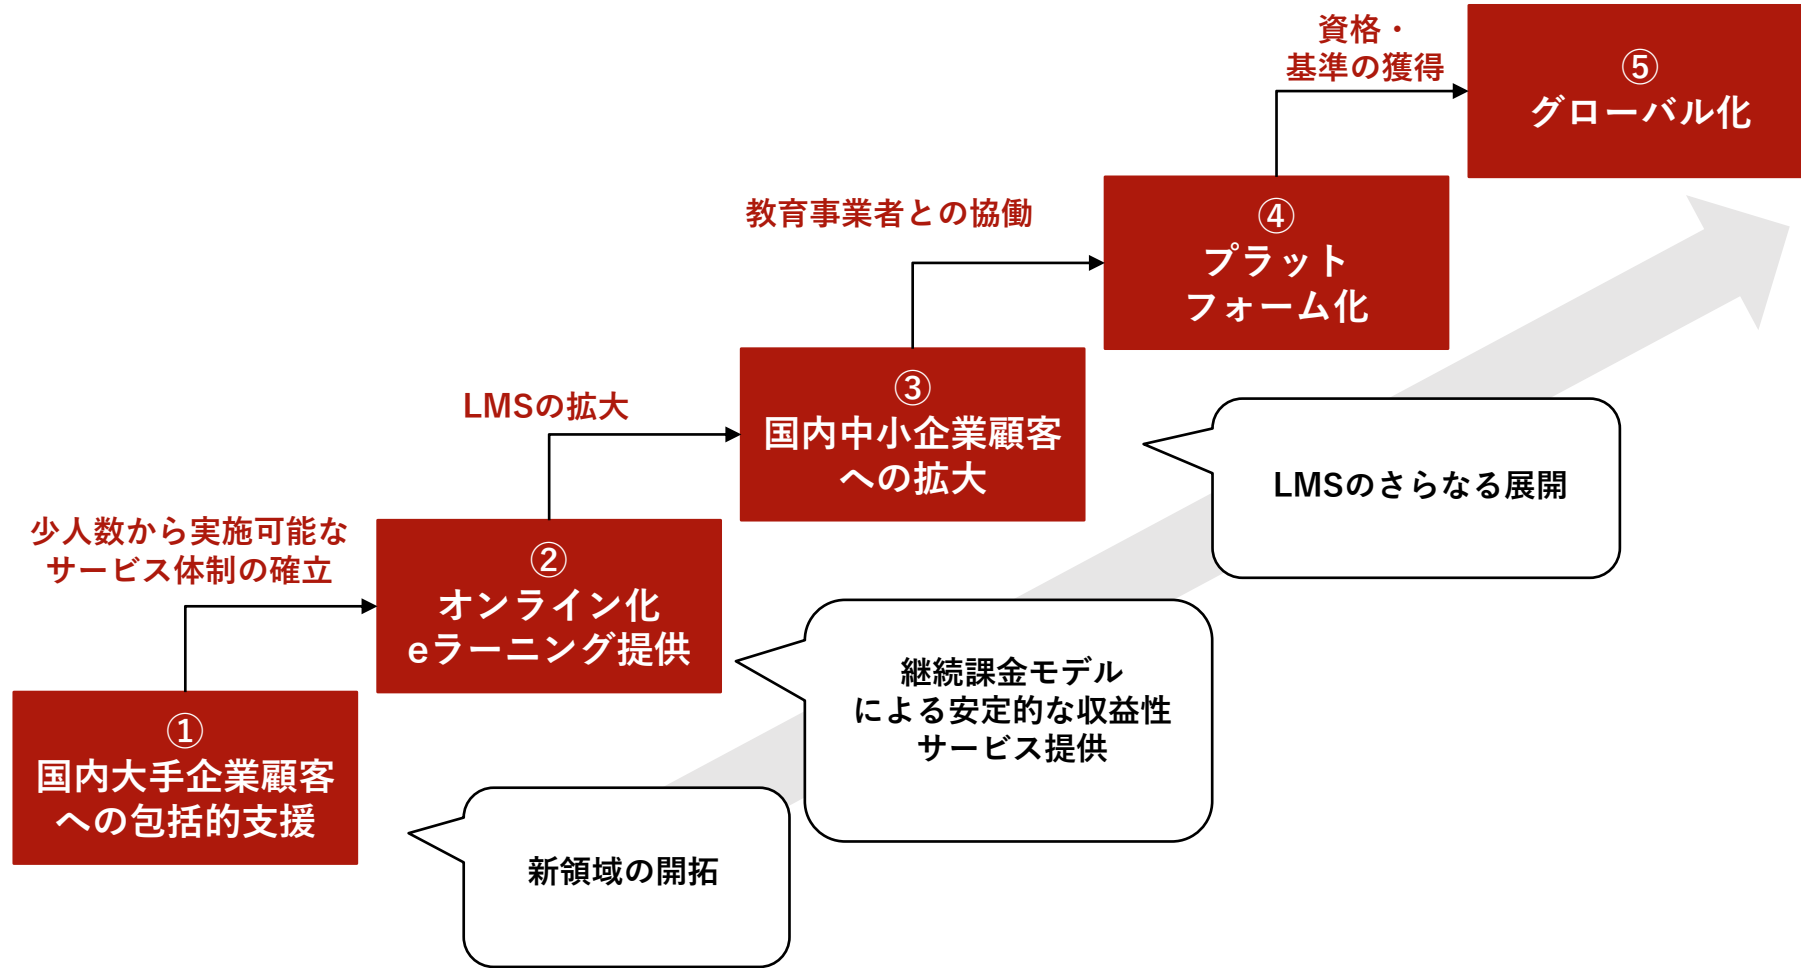 ①
国内大手企業顧客
への包括的支援
少人数から実施可能な
サービス体制の確立
②
オンライン化
eラーニング提供
LMSの拡大
③
国内中小企業顧客
への拡大
教育事業者との協働
④
プラット
フォーム化
資格・
基準の獲得
⑤
グローバル化
新領域の開拓
継続課金モデル
による安定的な収益性
サービス提供
LMSのさらなる展開